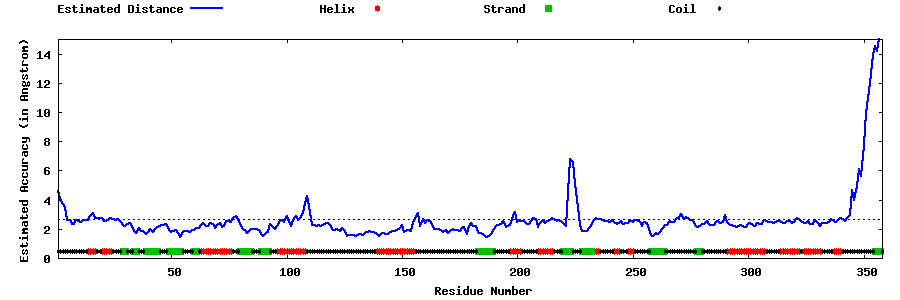 Estimated Distance Helix Strand Coil
Estimated Accuracy (in Angstrom)
14
12
10
8
6
4
2
0
50 100 150 200 250 300 350
Residue Number